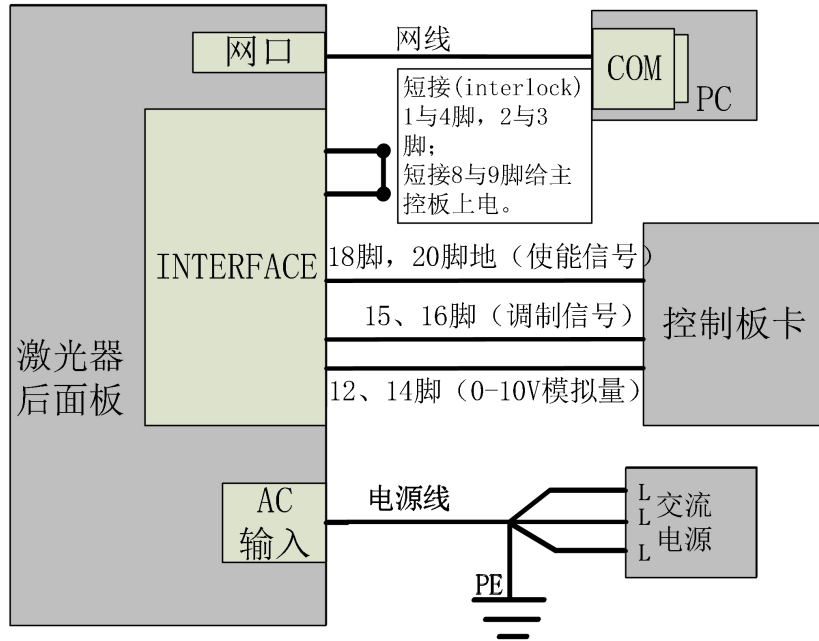 网口
网线
COM
PC
短接(interlock)
1与4脚，2与3
脚；
短接8与9脚给主
控板上电。
INTERFACE
18脚，20脚地（使能信号）
15、16脚（调制信号）
控制板卡
激光器
后面板
12、14脚（0-10V模拟量）
AC
输入
电源线
L
L
L
交流
电源
PE